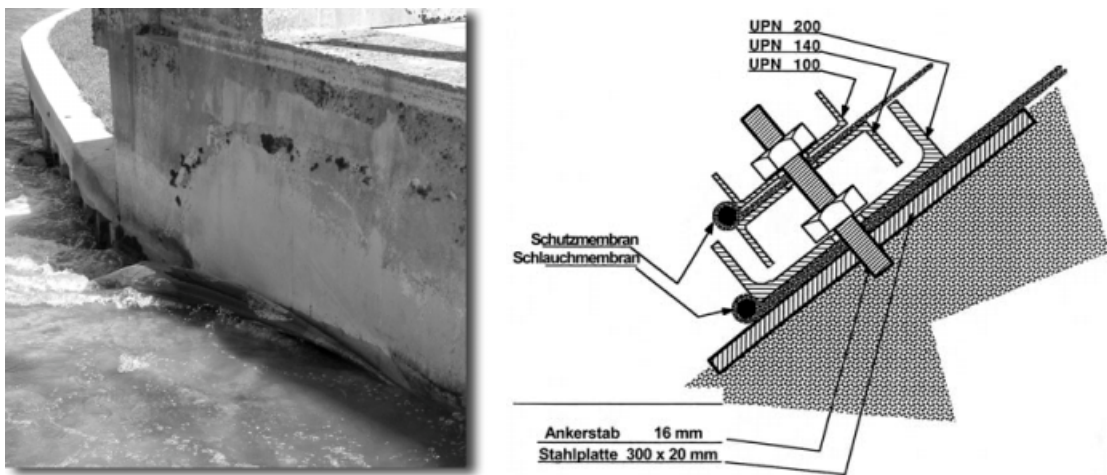 UPN 200
UPN 140
UPN 100
Schutzmembran
Schlauchmembran
Ankerstab 16 mm
Stahlplatte 300 x 20 mm